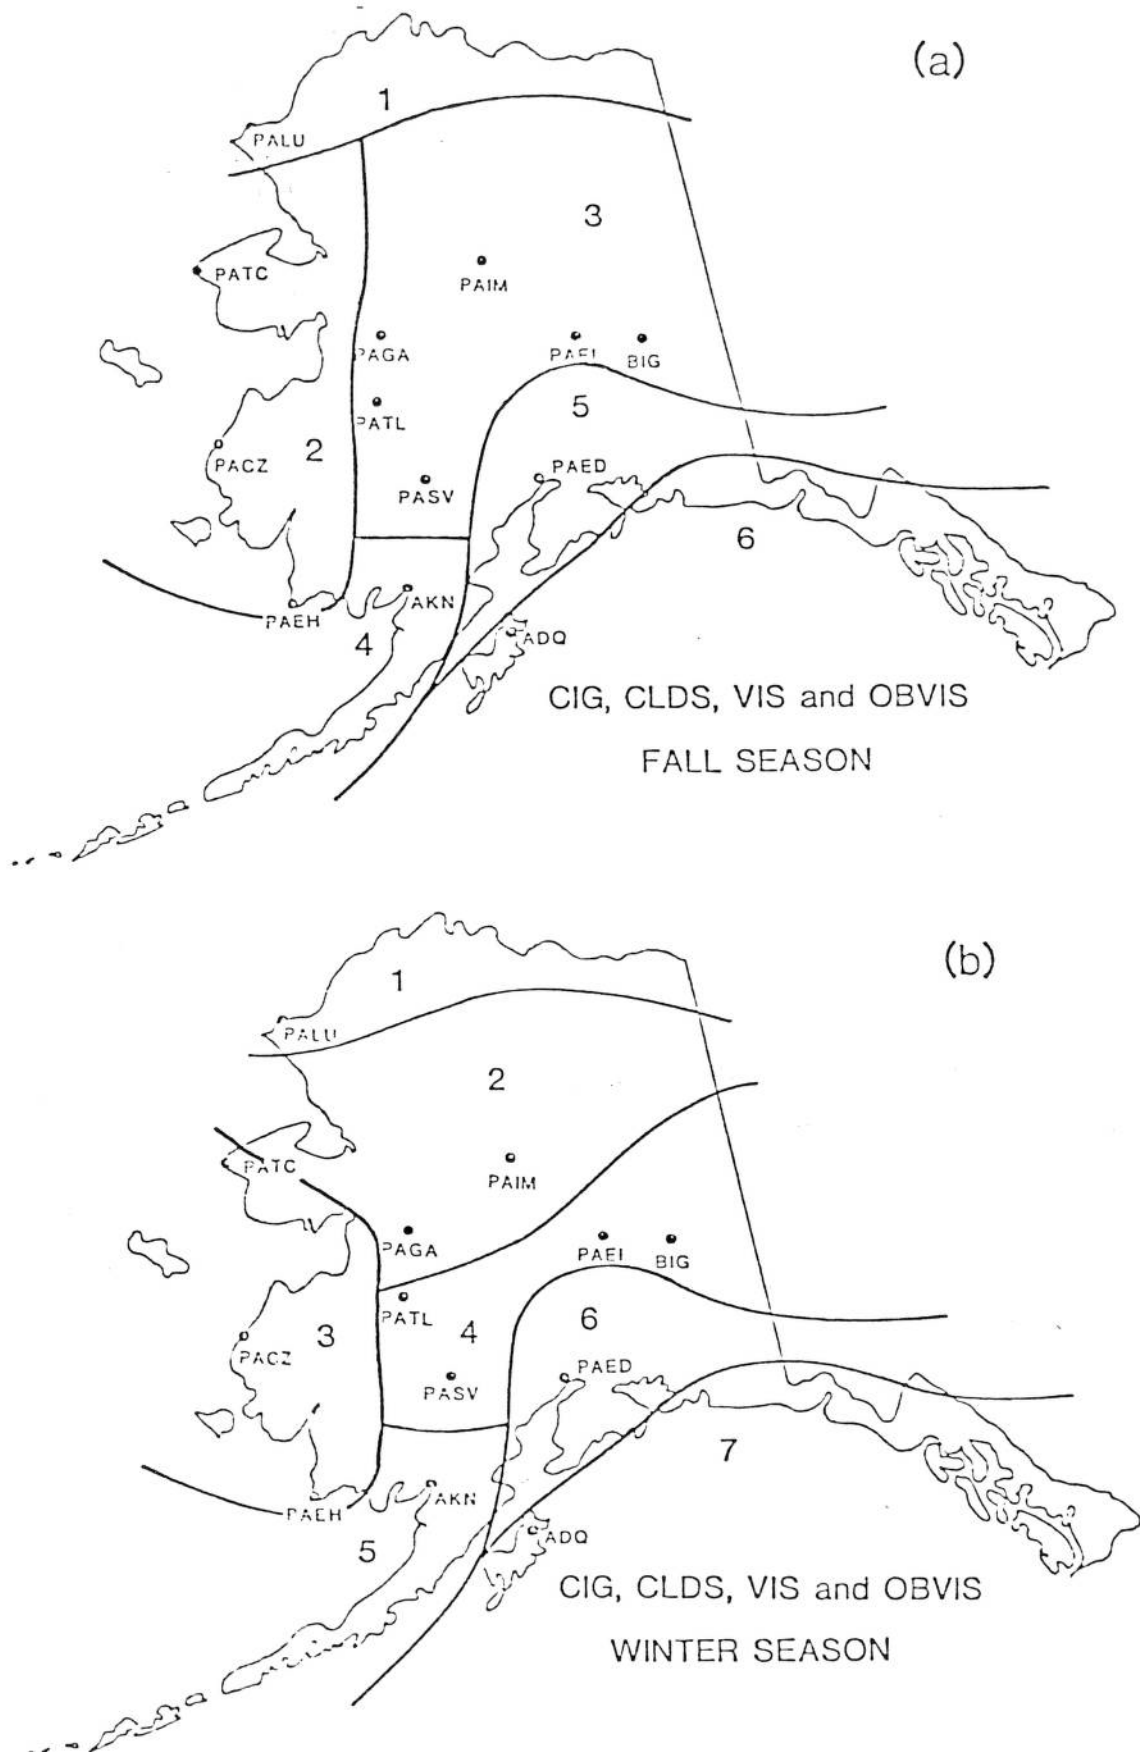 (a)
1
PALU
3
PATC
PAIM
PAGA
PAEI
BIG
5
PATL
2
PACZ
PAED
PASV
6
AKN
PAEH
4
ADQ
CIG, CLDS, VIS and OBVIS
FALL SEASON
(b)
1
PALU
2
PATC
PAIM
PAGA
PAEI
BIG
PATL
4
6
3
PACZ
PAED
PASV
7
AKN
PAEH
5
ADQ
CIG, CLDS, VIS and OBVIS
WINTER SEASON